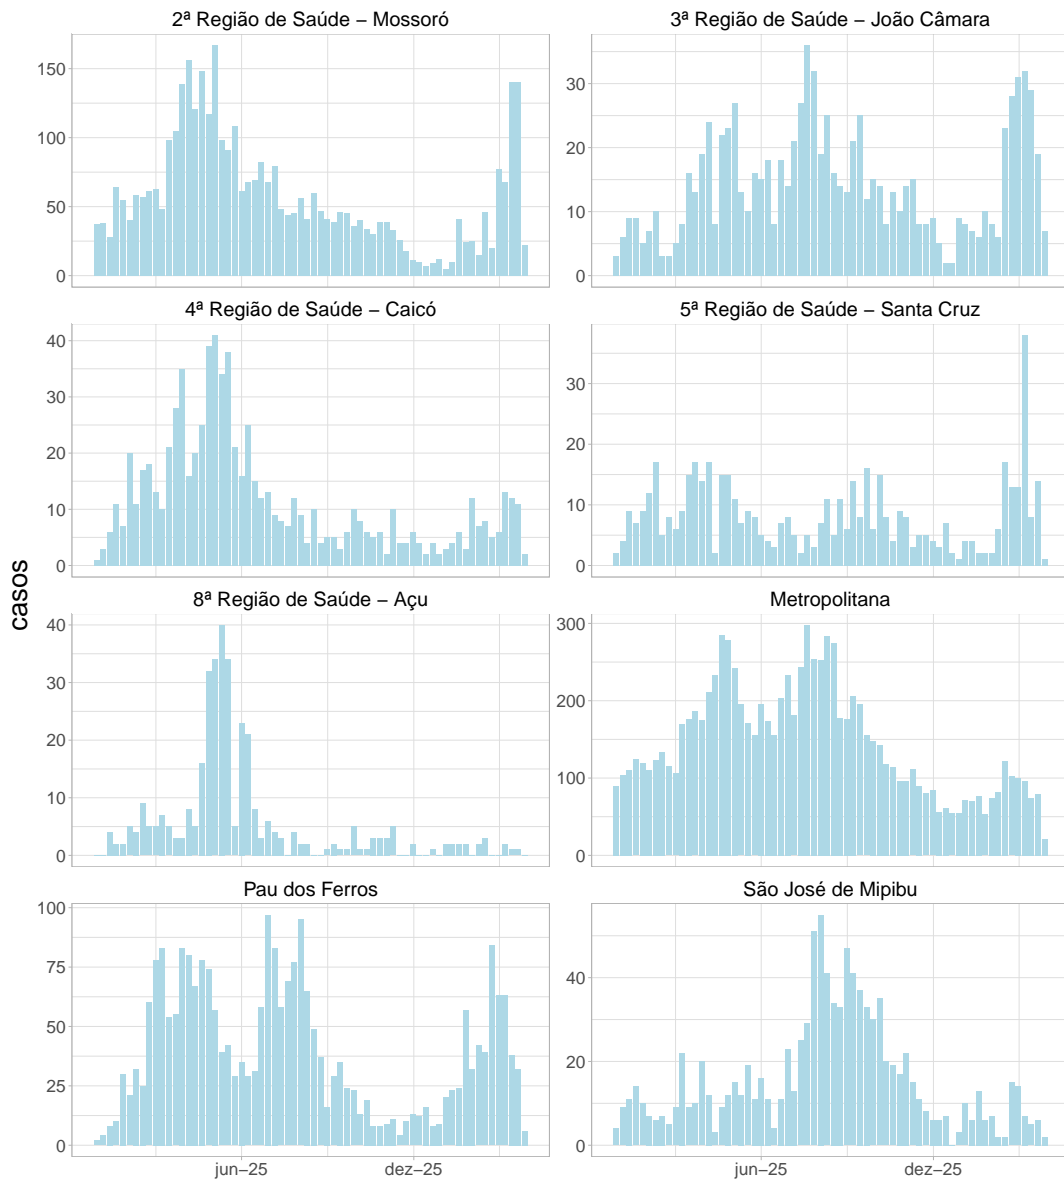 2ª Região de Saúde – Mossoró
3ª Região de Saúde – João Câmara
150
100
50
0
30
20
10
0
4ª Região de Saúde – Caicó
5ª Região de Saúde – Santa Cruz
40
30
20
10
0
30
20
10
0
casos
8ª Região de Saúde – Açu
Metropolitana
40
30
20
10
0
300
200
100
0
Pau dos Ferros
São José de Mipibu
100
75
50
25
0
40
20
0
jun–25
dez–25
jun–25
dez–25